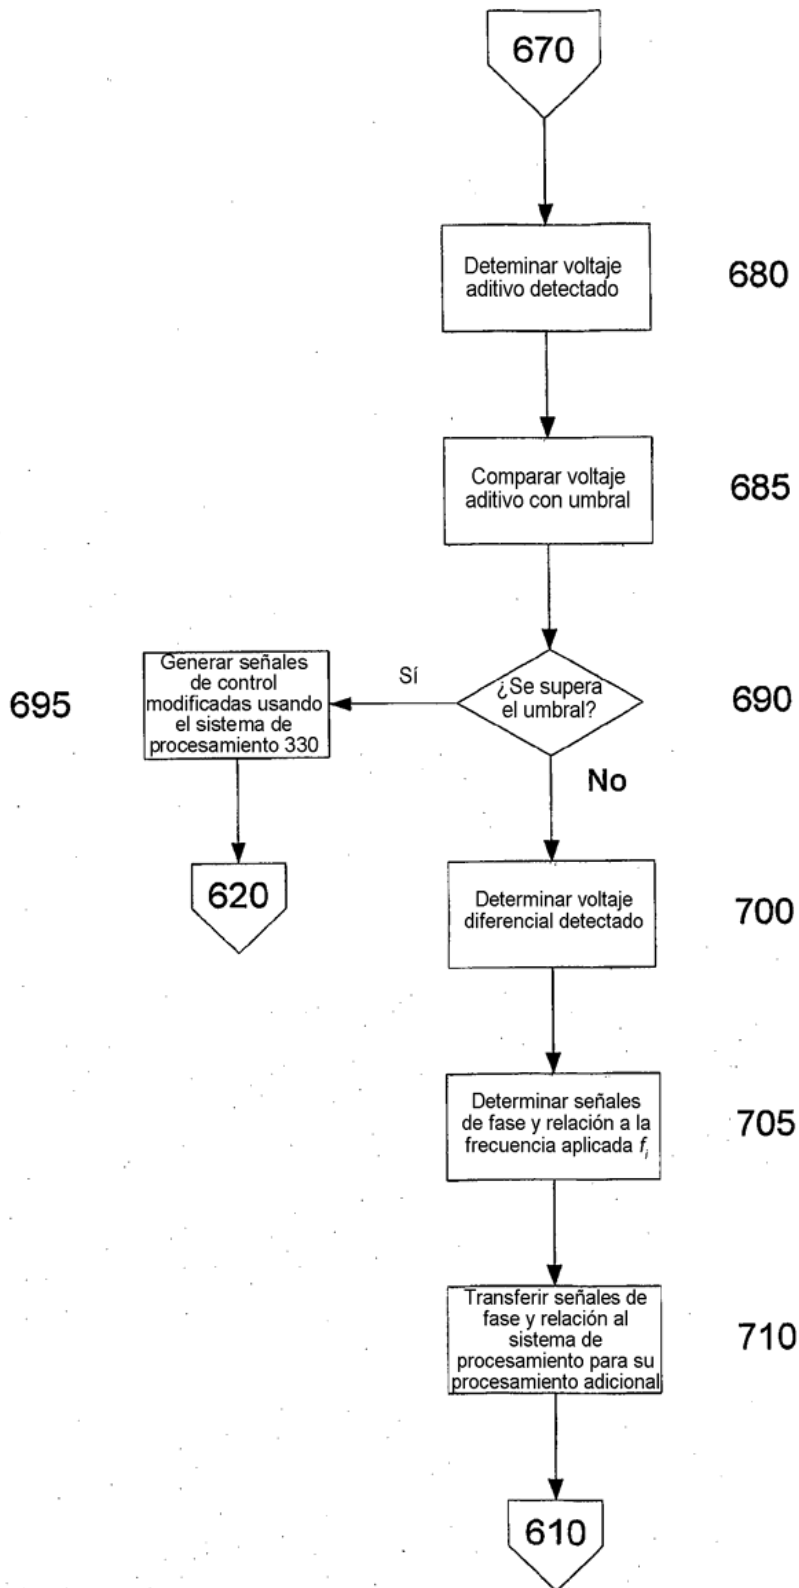 670
Deteminar voltaje
aditivo detectado
680
Comparar voltaje
aditivo con umbral
685
¿Se supera
el umbral?
690
Sí
No
Generar señales
de control
modificadas usando
el sistema de
procesamiento 330
695
620
Determinar voltaje
diferencial detectado
700
Determinar señales
de fase y relación a la
frecuencia aplicada fi
705
Transferir señales de
fase y relación al
sistema de
procesamiento para su
procesamiento adicional
710
610